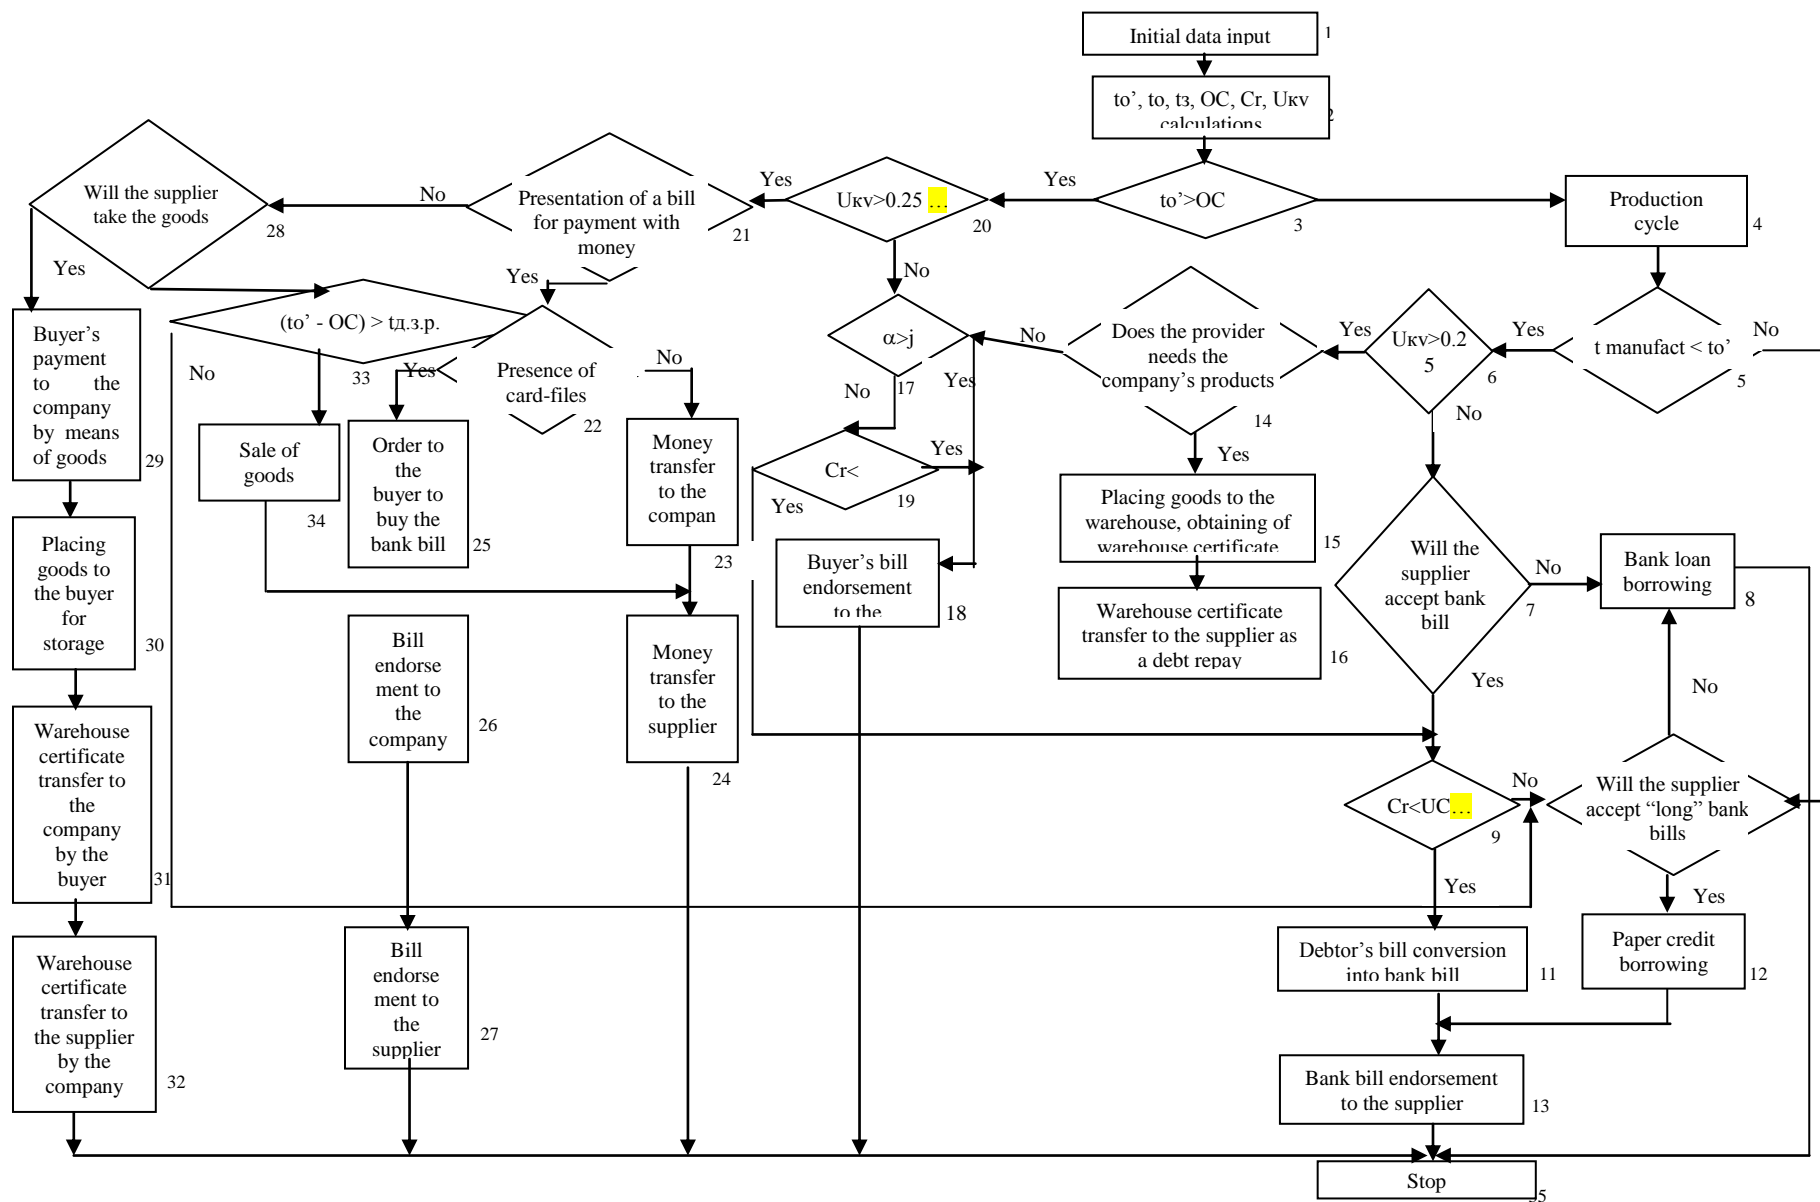 Initial data input
1
to’, to, tз, OC, Cr, Uкv
calculations
2
to’>OC
3
Yes
Production
cycle
4
t manufact < to’
5
Yes
No
Uкv>0.2
5
6
Yes
No
Will the
supplier
accept bank
bill
7
No
Yes
Bank loan
borrowing
8
No
Cr<UC…
9
No
Yes
Will the supplier
accept “long” bank
bills
Yes
Debtor’s bill conversion
into bank bill
11
Paper credit
borrowing
12
Bank bill endorsement
to the supplier
13
Does the provider
needs the
company’s products
14
No
Yes
Placing goods to the
warehouse, obtaining of
warehouse certificate
15
Warehouse certificate
transfer to the supplier as
a debt repay
16
α>j
17
Yes
No
Buyer’s bill
endorsement
to the
18
Cr<
19
Yes
Yes
Uкv>0.25 …
20
Yes
No
Presentation of a bill
for payment with
money
21
No
Yes
Presence of
card-files
22
Yes
No
Money
transfer
to the
compan
23
Money
transfer
to the
supplier
24
Order to
the
buyer to
buy the
bank bill
25
Bill
endorse
ment to
the
company
26
Bill
endorse
ment to
the
supplier
27
Will the supplier
take the goods
28
Yes
Buyer’s
payment
to the
company
by means
of goods
29
Placing
goods to
the buyer
for
storage
30
Warehouse
certificate
transfer to
the
company
by the
buyer
31
Warehouse
certificate
transfer to
the supplier
by the
company
32
(to’ - OC) > tд.з.р.
33
No
Sale of
goods
34
Stop
35